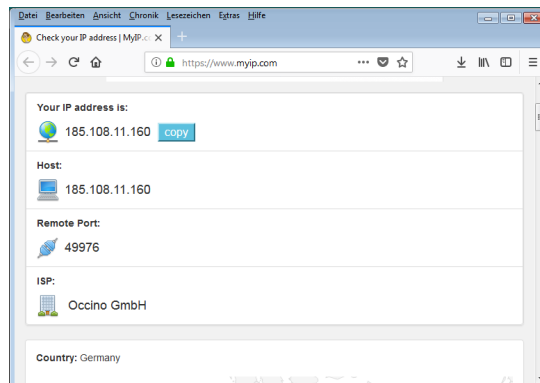 Datei Bearbeiten Ansicht Chronik Lesezeichen Extras Hilfe
Check your IP address | MyIP.c
https://www.myip.com
Your IP address is:
185.108.11.160 copy
Host:
185.108.11.160
Remote Port:
49976
ISP:
Occino GmbH
Country: Germany